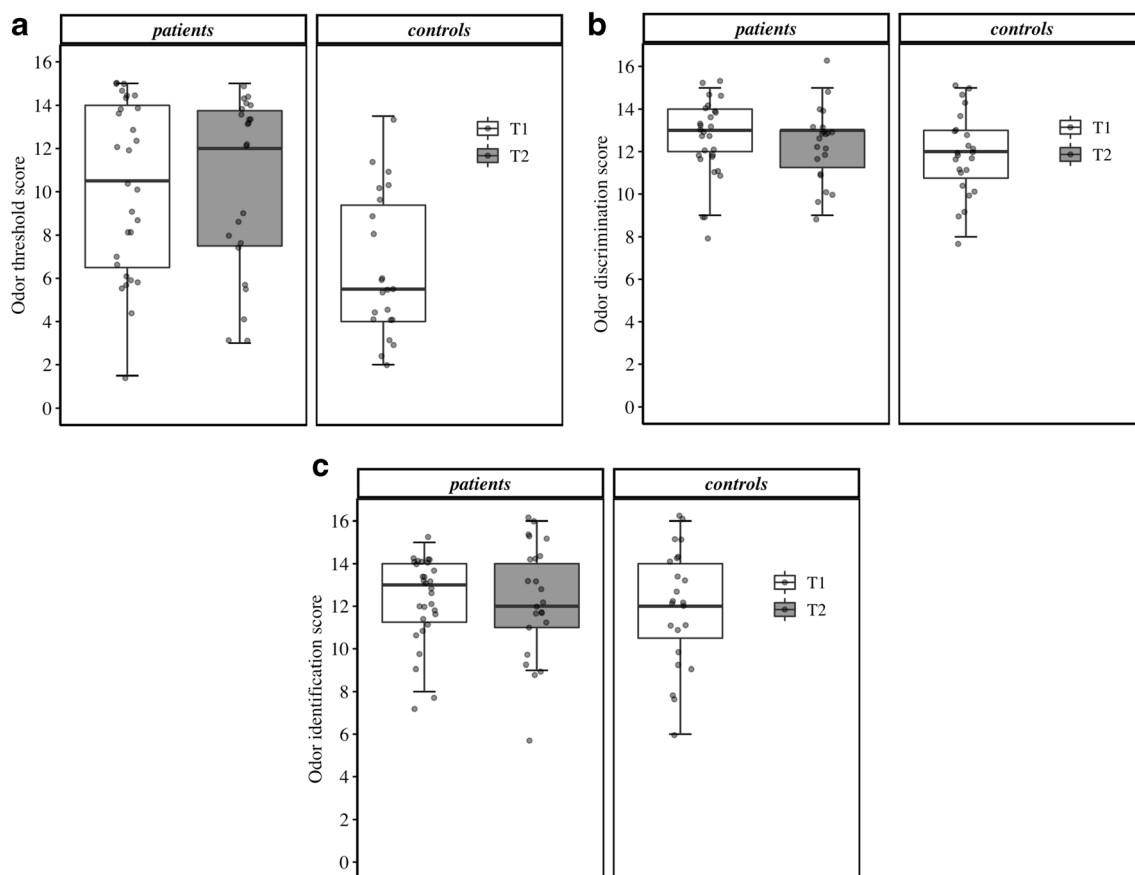 a
patients
controls
Odor threshold score
16
14
12
10
8
6
4
2
0
T1
T2
b
patients
controls
Odor discrimination score
16
14
12
10
8
6
4
2
0
T1
T2
c
patients
controls
Odor identification score
16
14
12
10
8
6
4
2
0
T1
T2